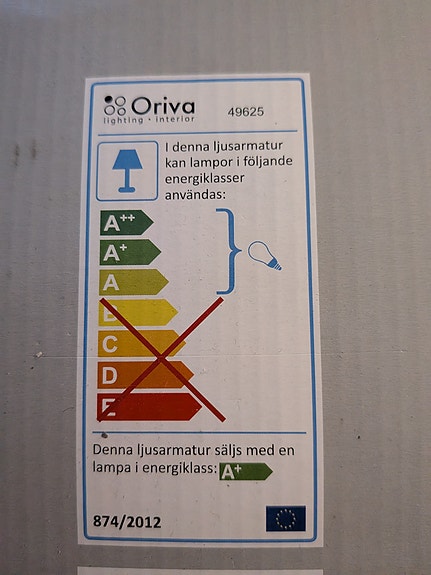 Oriva
lighting · interior
49625
I denna ljusarmatur
kan lampor i följande
energiklasser
användas:
A++
A+
A
B
C
D
E
Denna ljusarmatur säljs med en
lampa i energiklass: A+
874/2012